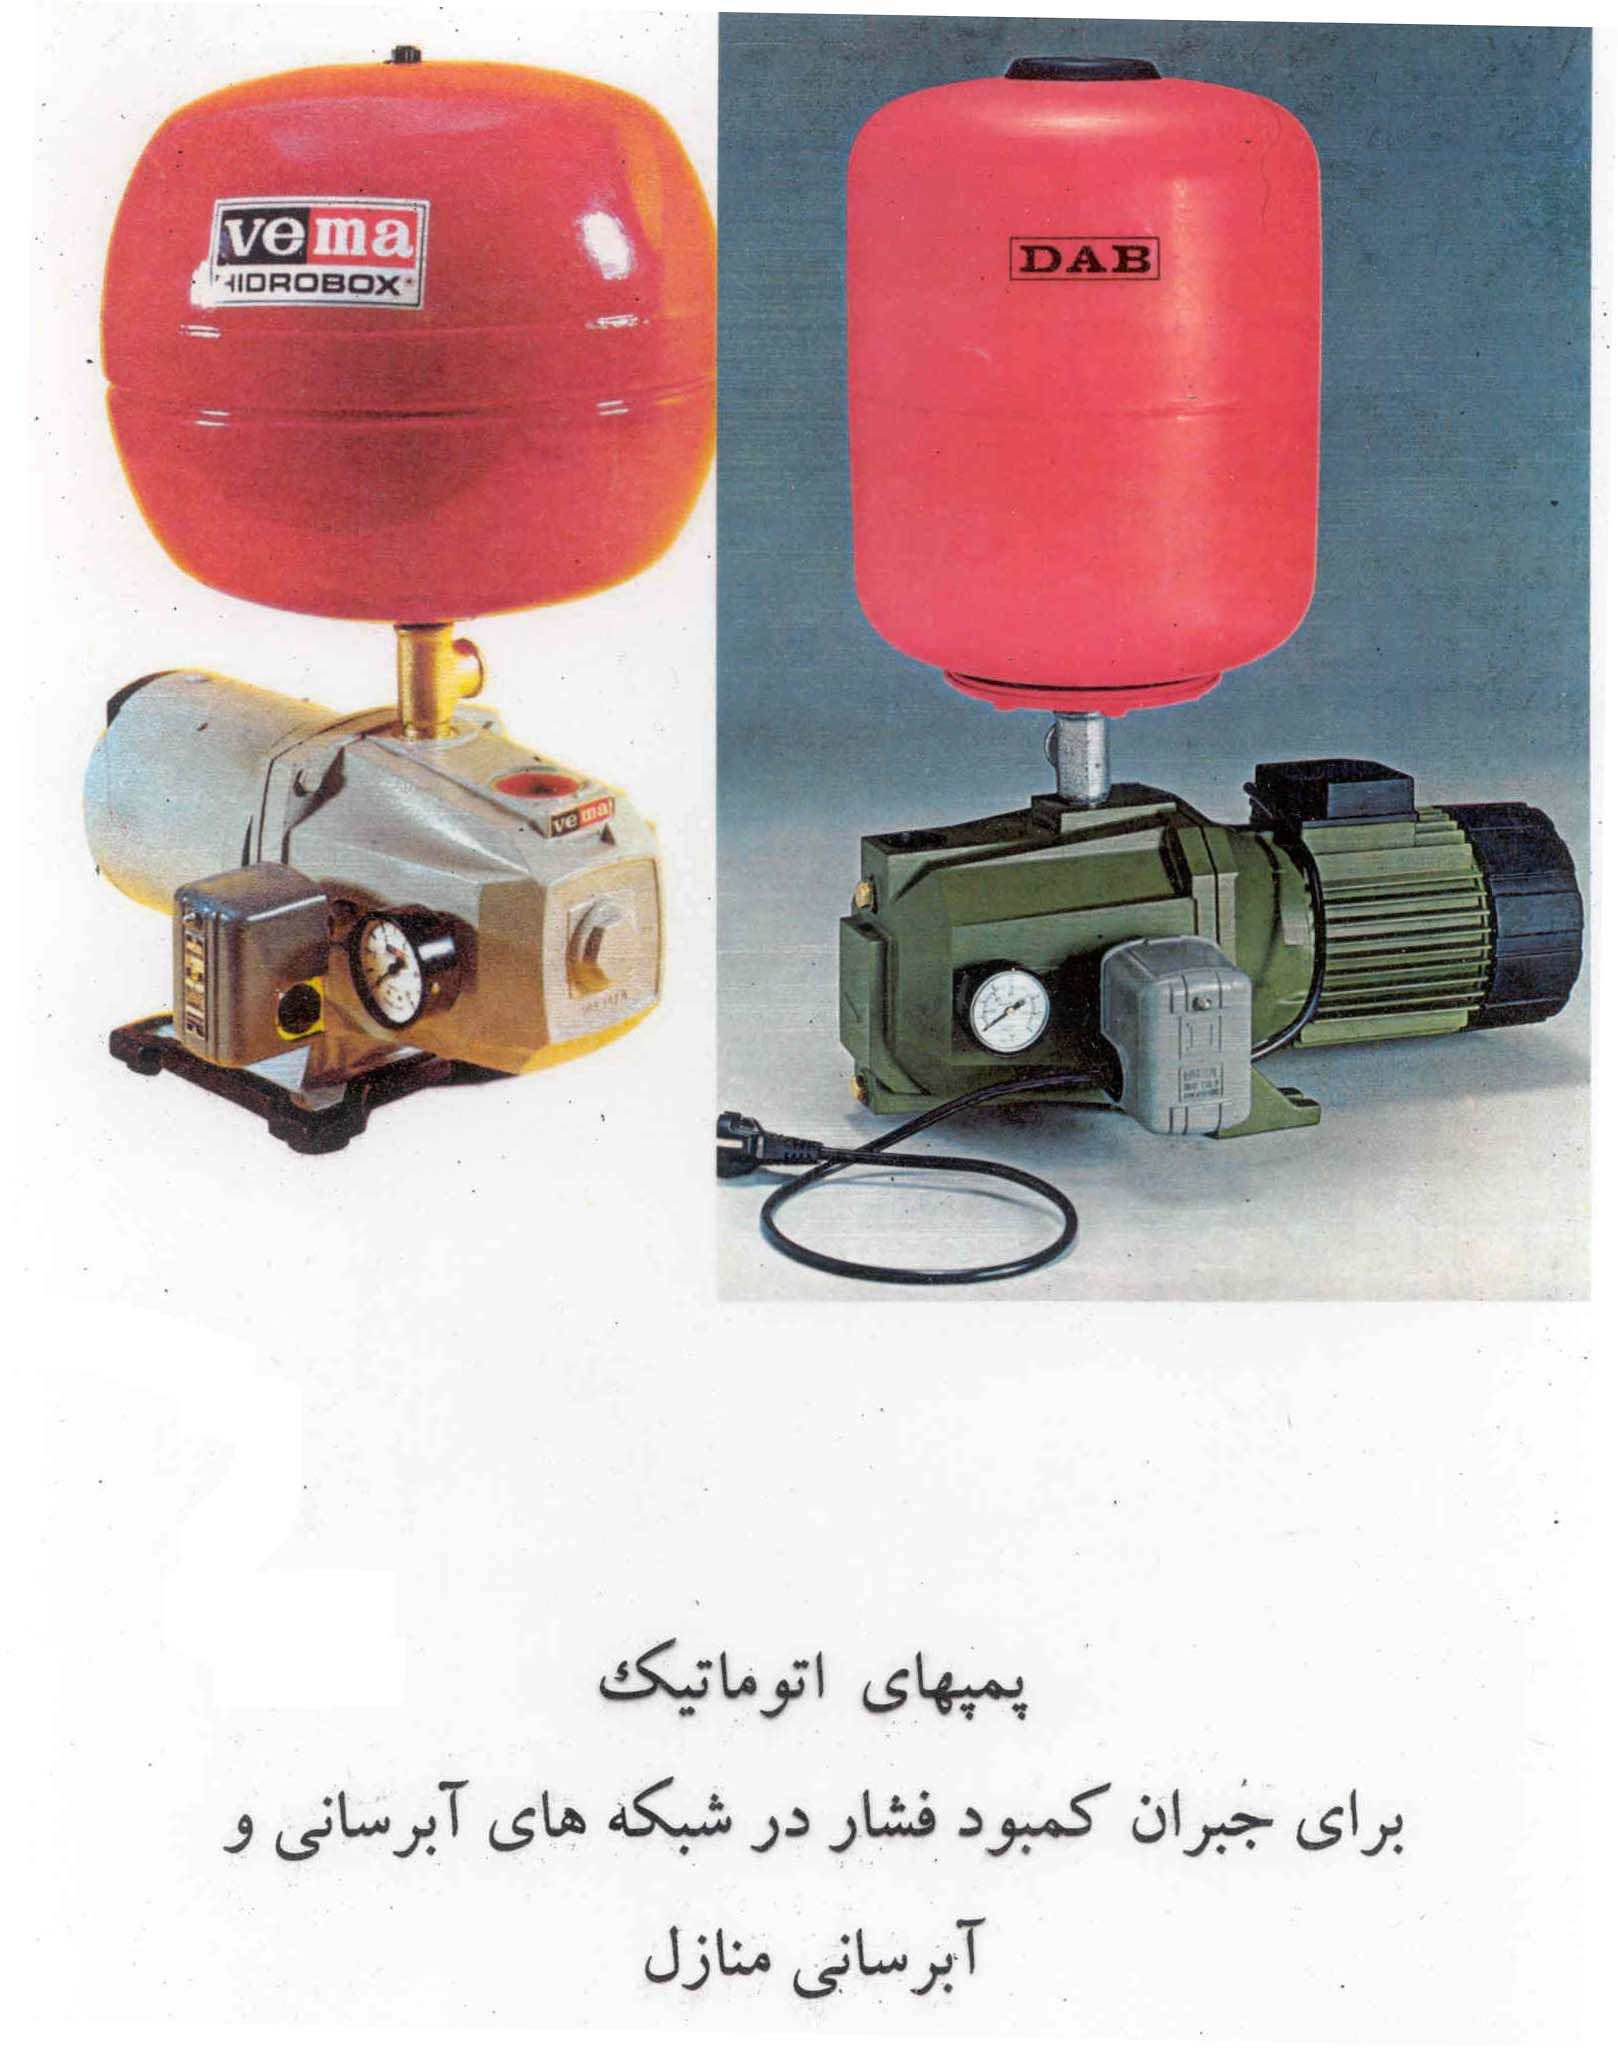 vema
HIDROBOX
DAB
vema
پمپهای اتوماتیک
برای جبران کمبود فشار در شبکه های آبرسانی و
آبرسانی منازل